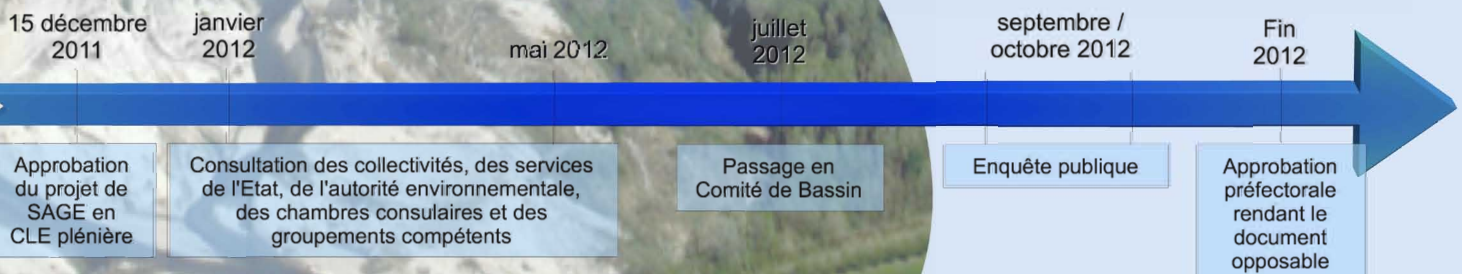 15 décembre
2011
janvier
2012
mai 2012
juillet
2012
septembre /
octobre 2012
Fin
2012
Approbation
du projet de
SAGE en
CLE plénière
Consultation des collectivités, des services
de l'Etat, de l'autorité environnementale,
des chambres consulaires et des
groupements compétents
Passage en
Comité de Bassin
Enquête publique
Approbation
préfectorale
rendant le
document
opposable